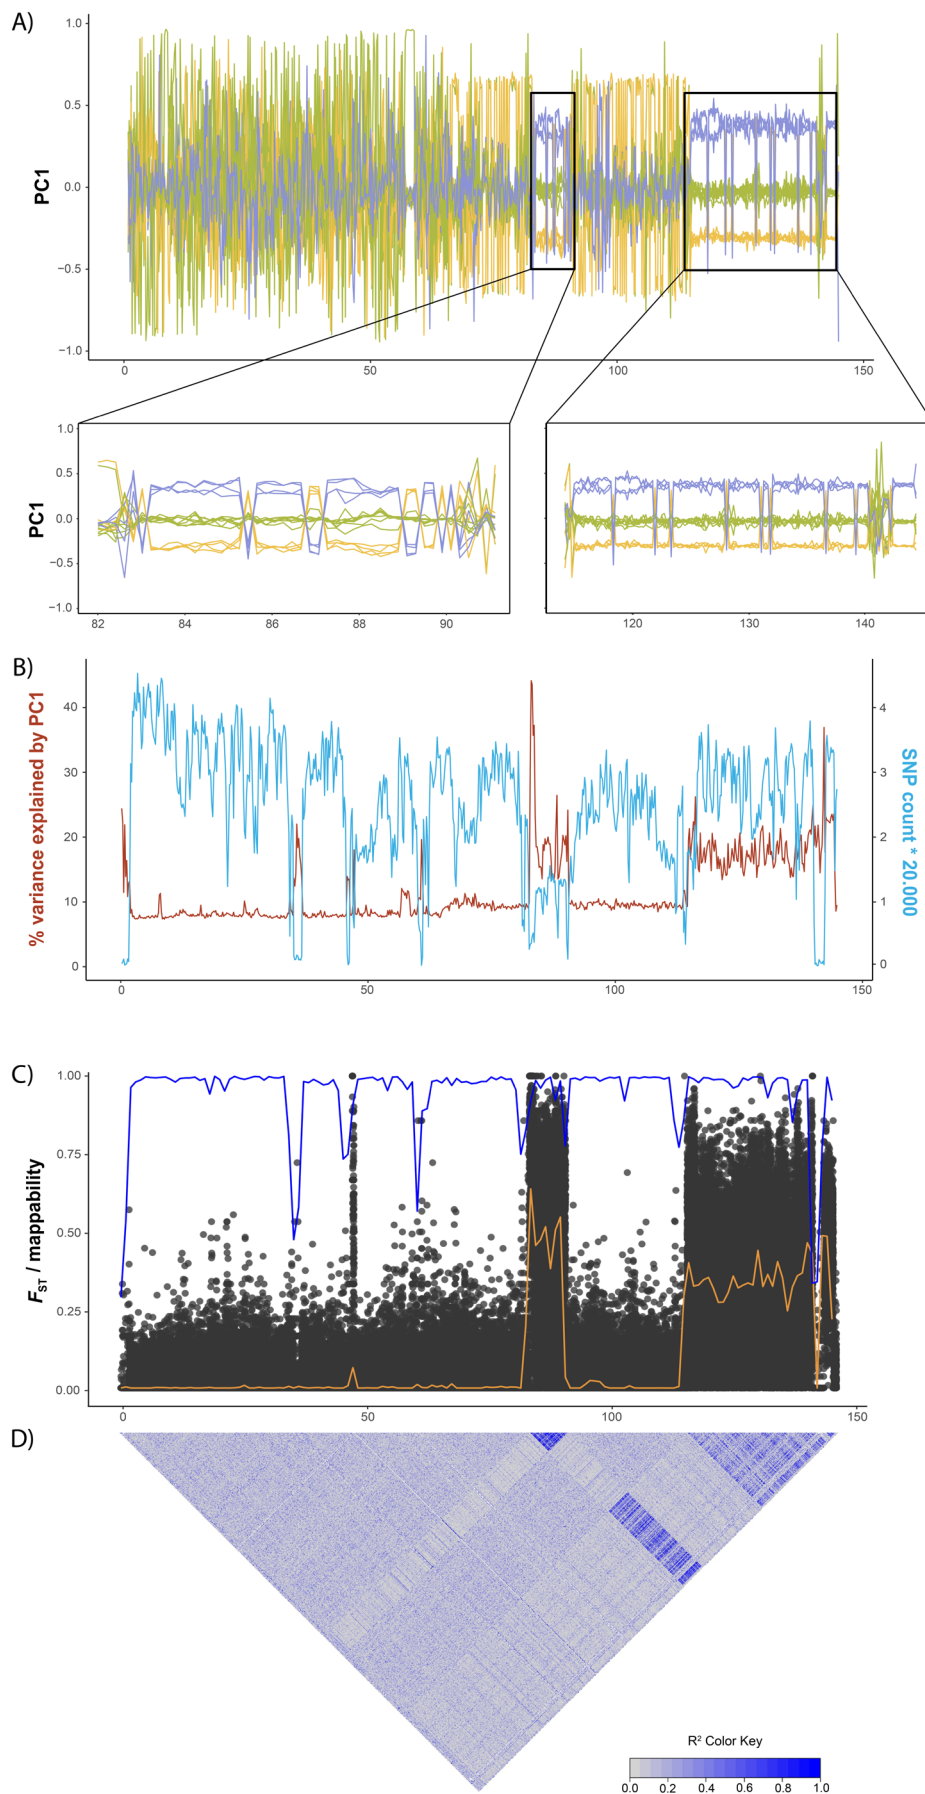 A)
1.0
0.5
0.0
−0.5
−1.0
PC1
0 50 100 150
1.0
0.5
0.0
−0.5
−1.0
PC1
82 84 86 88 90
120 130 140
B)
% variance explained by PC1
40
30
20
10
0
4
3
2
1
0
SNP count * 20.000
0 50 100 150
C)
1.00
0.75
0.50
0.25
0.00
FST / mappability
0 50 100 150
D)
R² Color Key
0.0 0.2 0.4 0.6 0.8 1.0